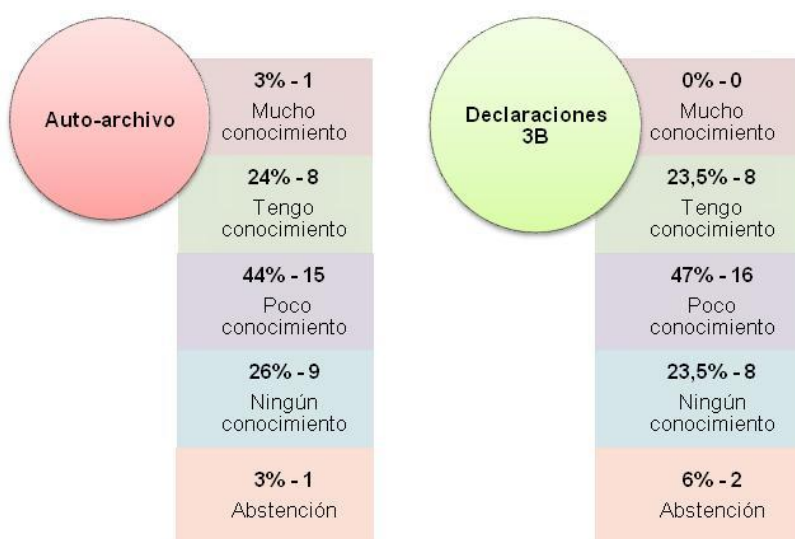 Auto-archivo
3% - 1
Mucho
conocimiento
24% - 8
Tengo
conocimiento
44% - 15
Poco
conocimiento
26% - 9
Ningún
conocimiento
3% - 1
Abstención
Declaraciones
3B
0% - 0
Mucho
conocimiento
23,5% - 8
Tengo
conocimiento
47% - 16
Poco
conocimiento
23,5% - 8
Ningún
conocimiento
6% - 2
Abstención